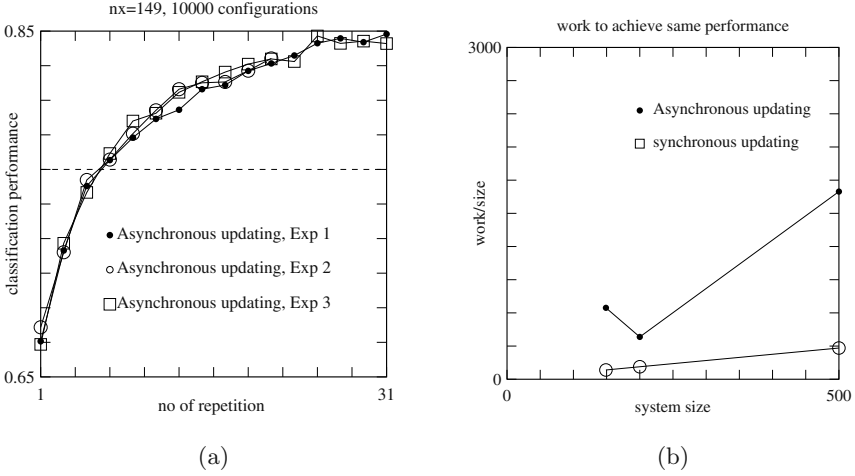 nx=149, 10000 configurations
0.85
classification performance
Asynchronous updating, Exp 1
Asynchronous updating, Exp 2
Asynchronous updating, Exp 3
0.65
1
31
no of repetition
(a)
work to achieve same performance
3000
work/size
Asynchronous updating
synchronous updating
0
0
500
system size
(b)